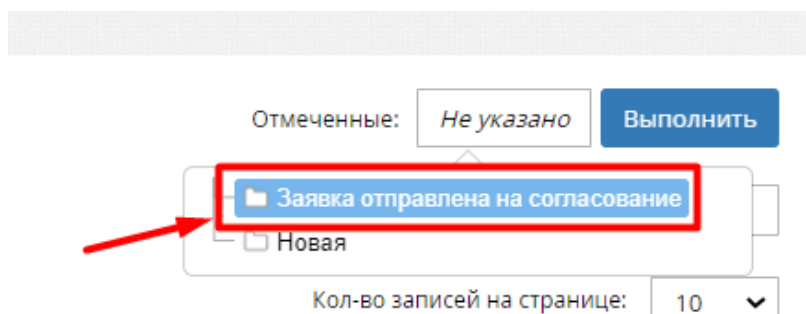 Отмеченные: Не указано Выполнить
Заявка отправлена на согласование
Новая
Кол-во записей на странице: 10